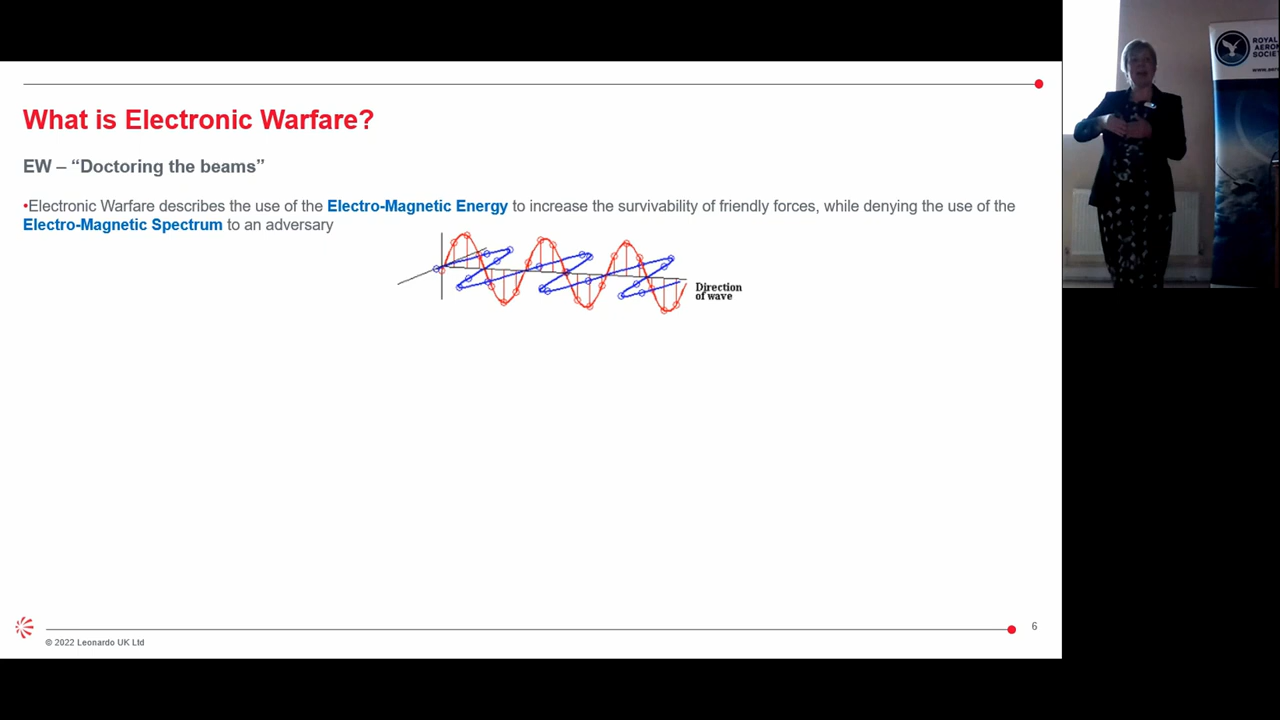 What is Electronic Warfare?
EW – “Doctoring the beams”
•Electronic Warfare describes the use of the Electro-Magnetic Energy to increase the survivability of friendly forces, while denying the use of the
Electro-Magnetic Spectrum to an adversary
Direction
of wave
© 2022 Leonardo UK Ltd
6
ROYAL